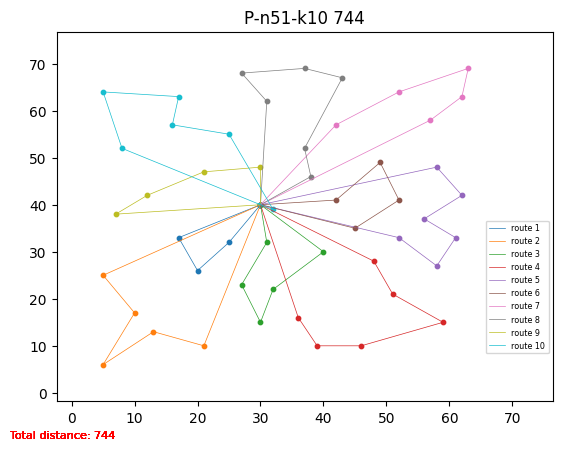 P-n51-k10 744
70
60
50
40
30
20
10
0
0 10 20 30 40 50 60 70
route 1
route 2
route 3
route 4
route 5
route 6
route 7
route 8
route 9
route 10
Total distance: 744